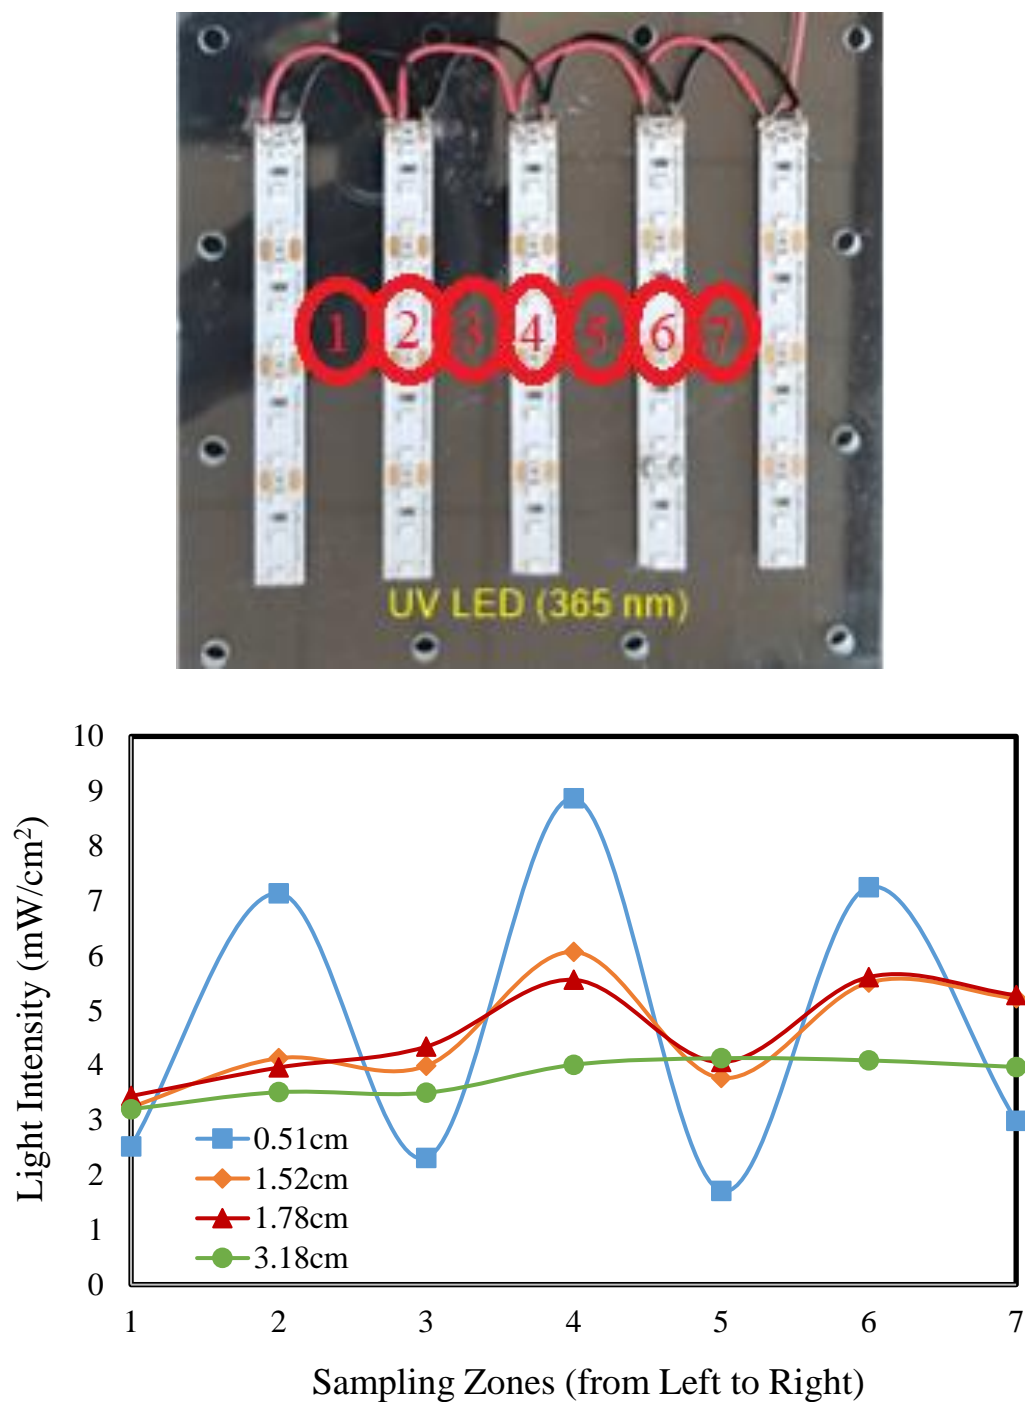 1 2 3 4 5 6 7
UV LED (365 nm)
Light Intensity (mW/cm²)
10
9
8
7
6
5
4
3
2
1
0
0.51cm
1.52cm
1.78cm
3.18cm
1 2 3 4 5 6 7
Sampling Zones (from Left to Right)